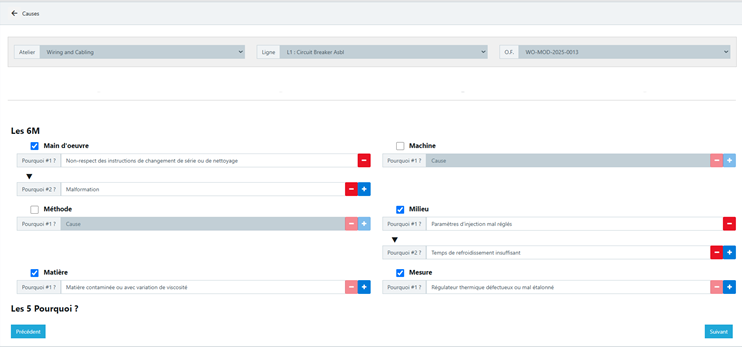 Causes
Atelier Wiring and Cabling Ligne L1 : Circuit Breaker Asbl O.F. WO-MOD-2025-0013
Les 6M
Main d'oeuvre Machine
Pourquoi #1 ? Non-respect des instructions de changement de série ou de nettoyage Pourquoi #1 ? Cause
Pourquoi #2 ? Malformation
Méthode Milieu
Pourquoi #1 ? Cause Pourquoi #1 ? Paramètres d'injection mal réglés
Pourquoi #2 ? Temps de refroidissement insuffisant
Matière Mesure
Pourquoi #1 ? Matière contaminée ou avec variation de viscosité Pourquoi #1 ? Régulateur thermique défectueux ou mal étalonné
Les 5 Pourquoi ?
Précédent Suivant